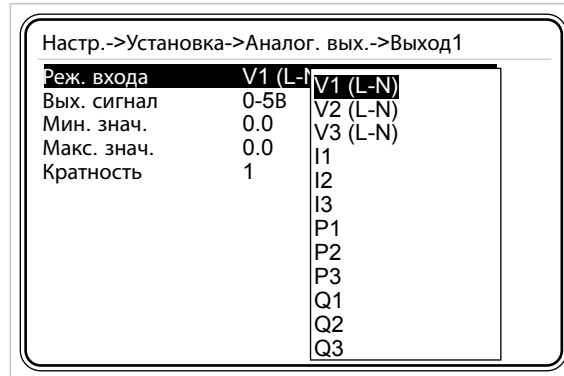 Настр.->Установка->Аналог. вых.->Выход1
Реж. входа V1 (L-N
Вых. сигнал 0-5В
Мин. знач. 0.0
Макс. знач. 0.0
Кратность 1
V1 (L-N)
V2 (L-N)
V3 (L-N)
I1
I2
I3
P1
P2
P3
Q1
Q2
Q3